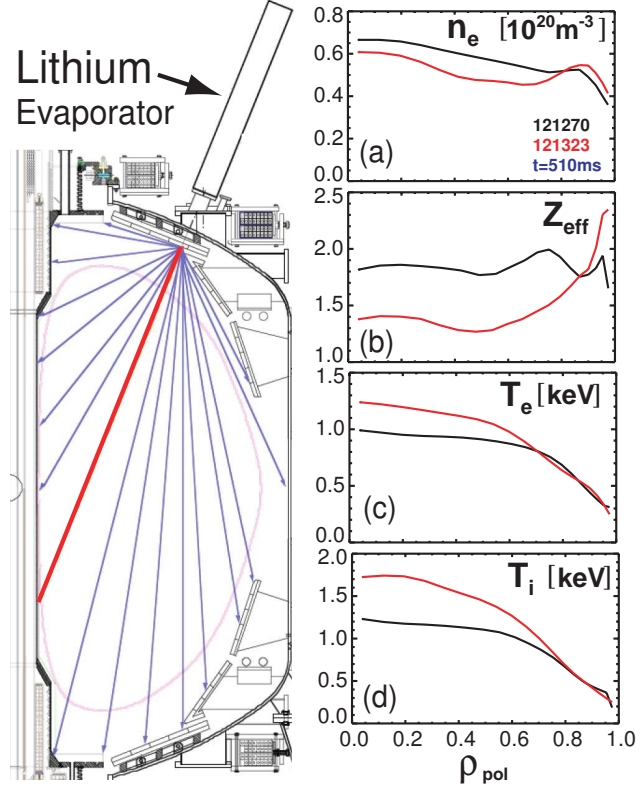 Lithium
Evaporator
n_e [10^20 m^-3]
0.8
0.6
0.4
0.2
0.0
121270
121323
t=510ms
(a)
Z_eff
2.5
2.0
1.5
1.0
(b)
T_e [keV]
1.5
1.0
0.5
0.0
(c)
T_i [keV]
2.0
1.5
1.0
0.5
0.0
(d)
0.0 0.2 0.4 0.6 0.8 1.0
ρ_pol